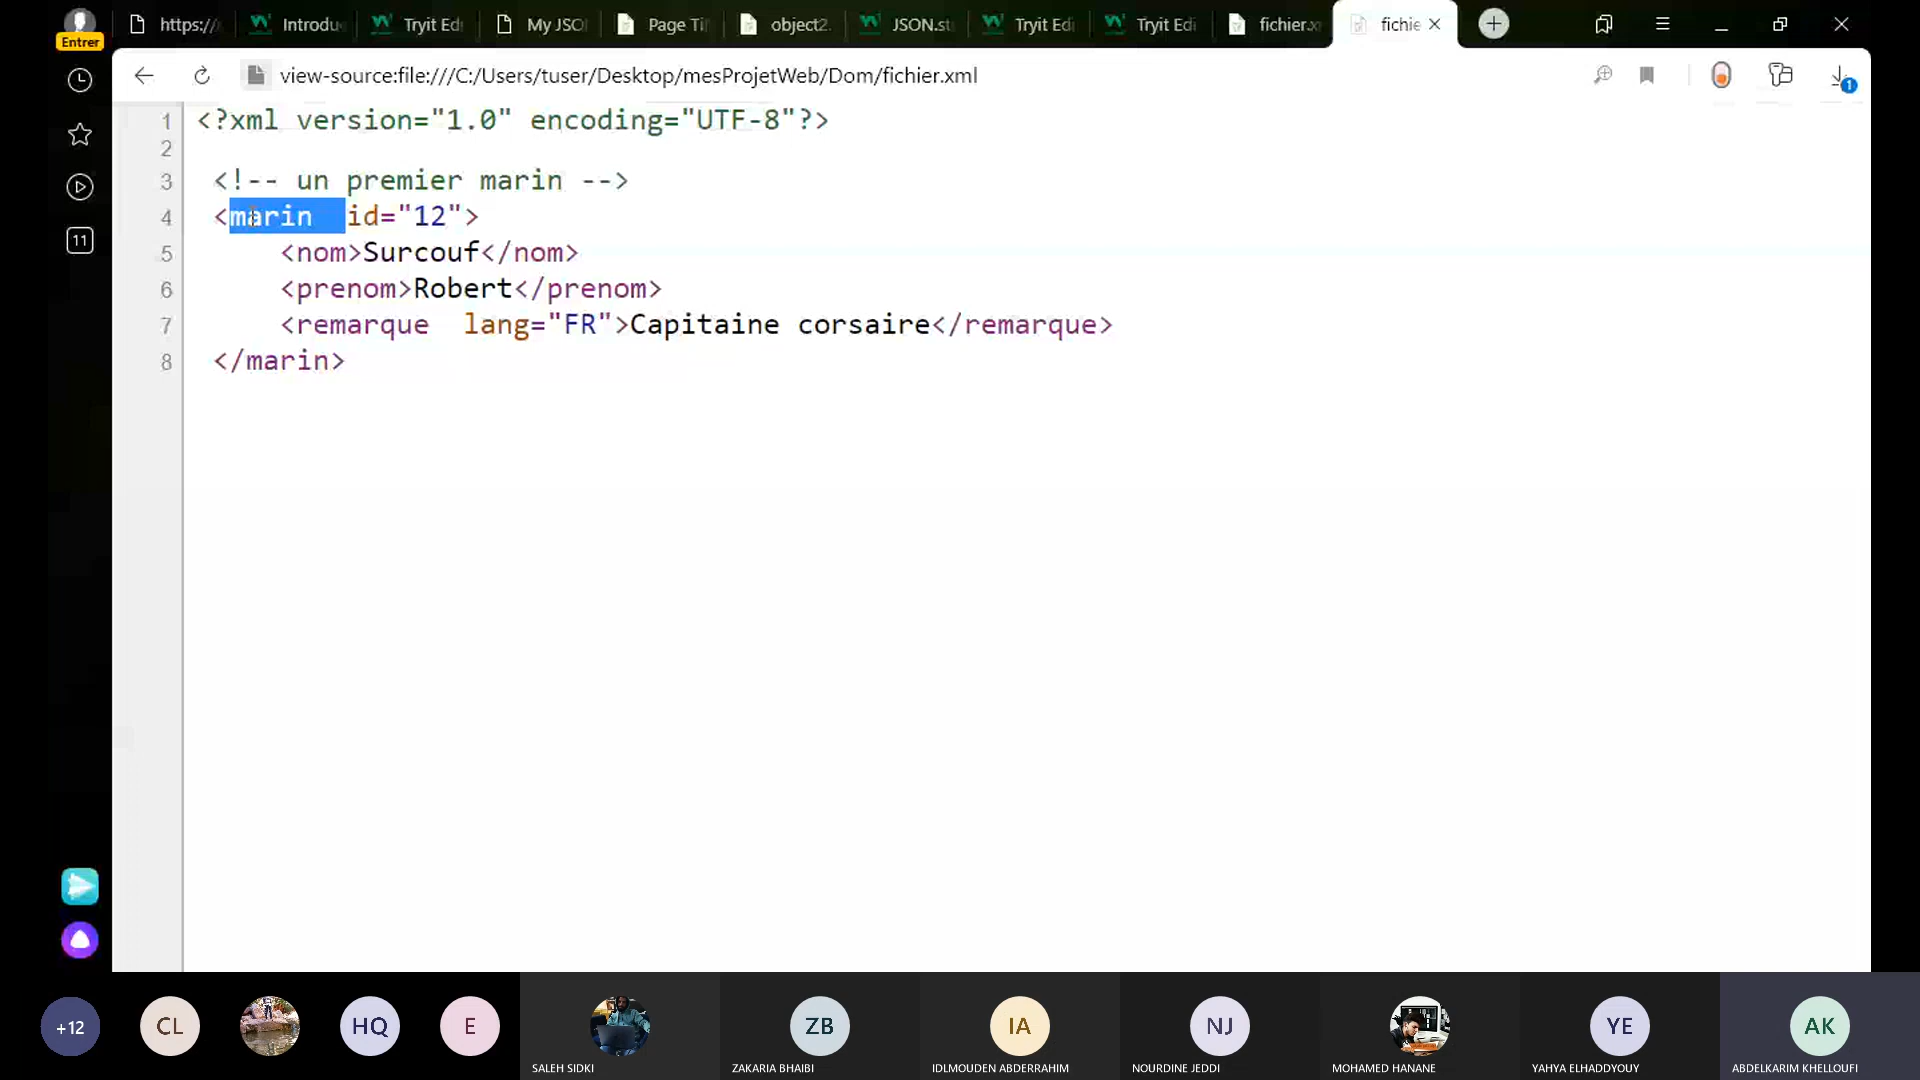 Entrer
https://
Introdu
Tryit Ed
My JSO
Page Ti
object2.
JSON.st
Tryit Edi
Tryit Edi
fichier.x
fichie
view-source:file:///C:/Users/tuser/Desktop/mesProjetWeb/Dom/fichier.xml
1
11
1 <?xml version="1.0" encoding="UTF-8"?>
2
3 <!-- un premier marin -->
4 <marin id="12">
5 <nom>Surcouf</nom>
6 <prenom>Robert</prenom>
7 <remarque lang="FR">Capitaine corsaire</remarque>
8 </marin>
+12
CL
HQ
E
ZB
IA
NJ
YE
AK
SALEH SIDKI
ZAKARIA BHAIBI
IDLMOUDEN ABDERRAHIM
NOURDINE JEDDI
MOHAMED HANANE
YAHYA ELHADDYOUY
ABDELKARIM KHELLOUFI